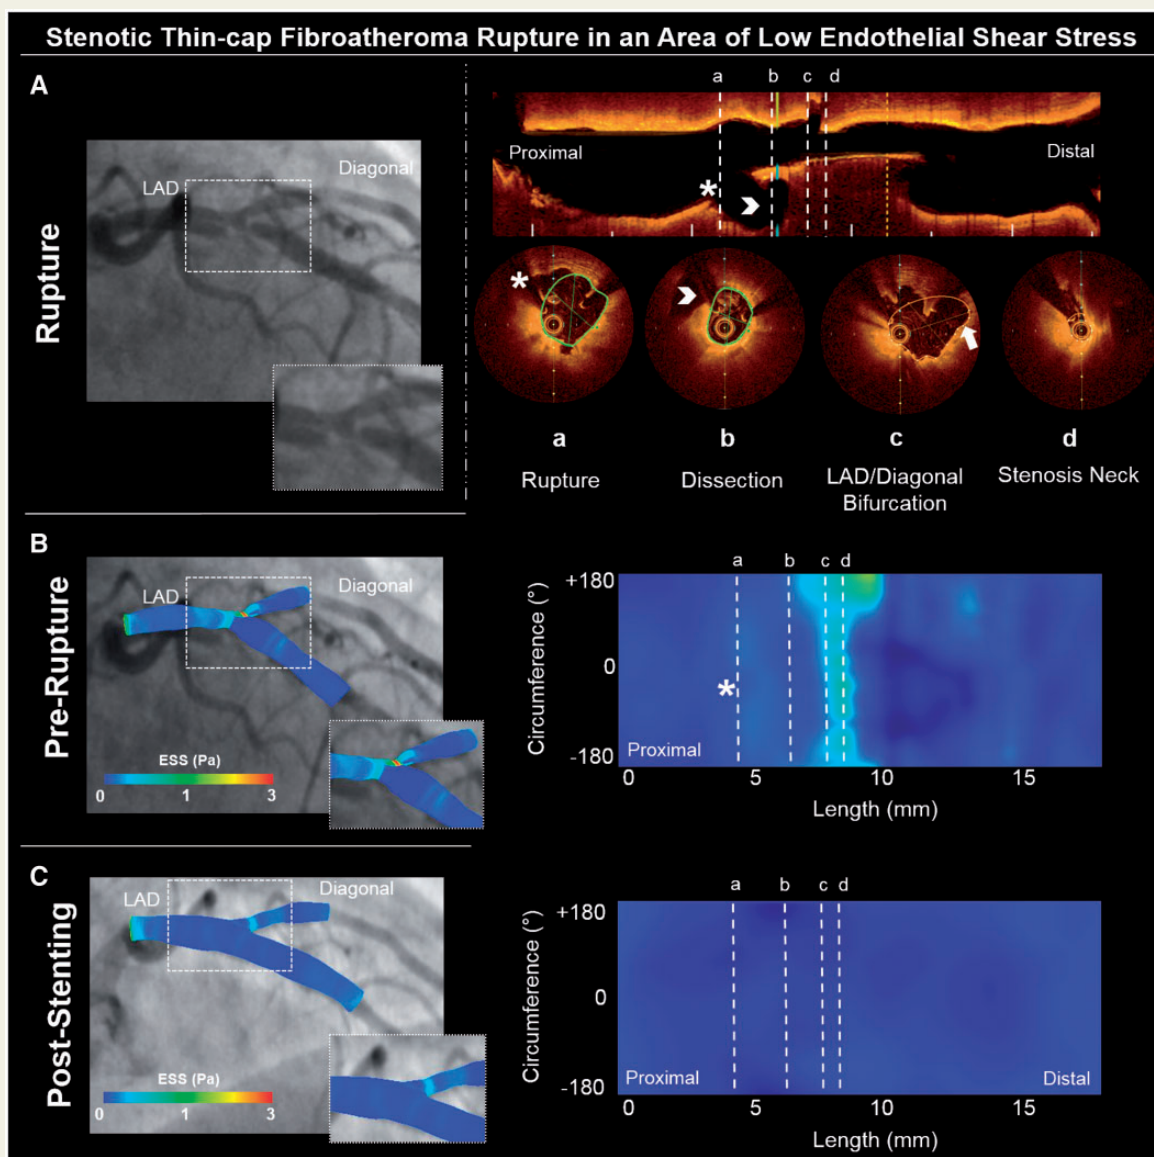 Stenotic Thin-cap Fibroatheroma Rupture in an Area of Low Endothelial Shear Stress
A
Rupture
LAD
Diagonal
a b c d
Proximal
Distal
*
*
a b c d
Rupture
Dissection
LAD/Diagonal
Bifurcation
Stenosis Neck
B
Pre-Rupture
LAD
Diagonal
ESS (Pa)
0 1 3
a b c d
Circumference (°)
+180
0
-180
*
Proximal
0 5 10 15
Length (mm)
C
Post-Stenting
LAD
Diagonal
ESS (Pa)
0 1 3
a b c d
Circumference (°)
+180
0
-180
Proximal
Distal
0 5 10 15
Length (mm)